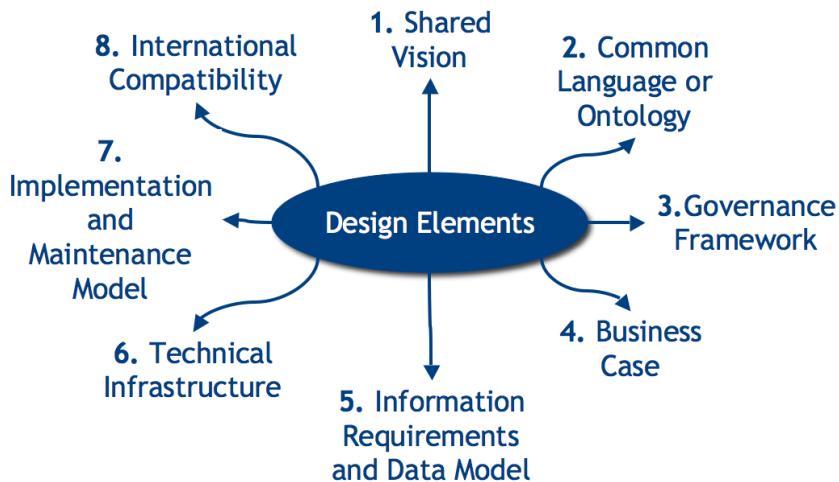 1. Shared
Vision
2. Common
Language or
Ontology
3.Governance
Framework
4. Business
Case
5. Information
Requirements
and Data Model
6. Technical
Infrastructure
7.
Implementation
and
Maintenance
Model
8. International
Compatibility
Design Elements